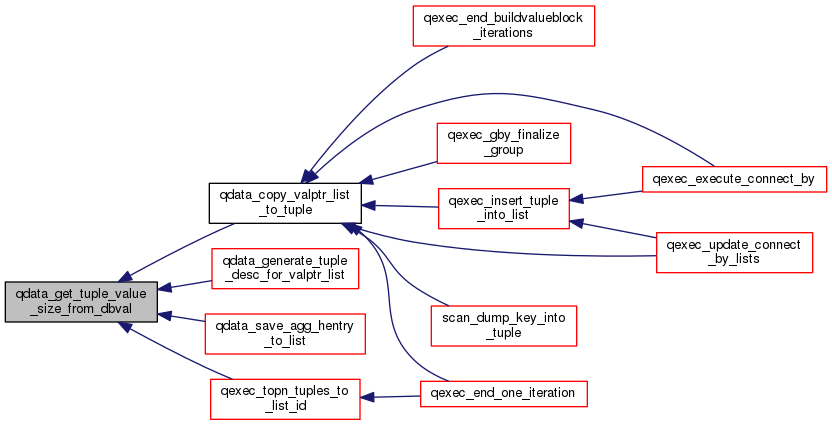 qexec_end_buildvalueblock
_iterations
qexec_gby_finalize
_group
qexec_execute_connect_by
qdata_copy_valptr_list
_to_tuple
qexec_insert_tuple
_into_list
qexec_update_connect
_by_lists
qdata_generate_tuple
_desc_for_valptr_list
qdata_get_tuple_value
_size_from_dbval
qdata_save_agg_hentry
_to_list
scan_dump_key_into
_tuple
qexec_topn_tuples_to
_list_id
qexec_end_one_iteration